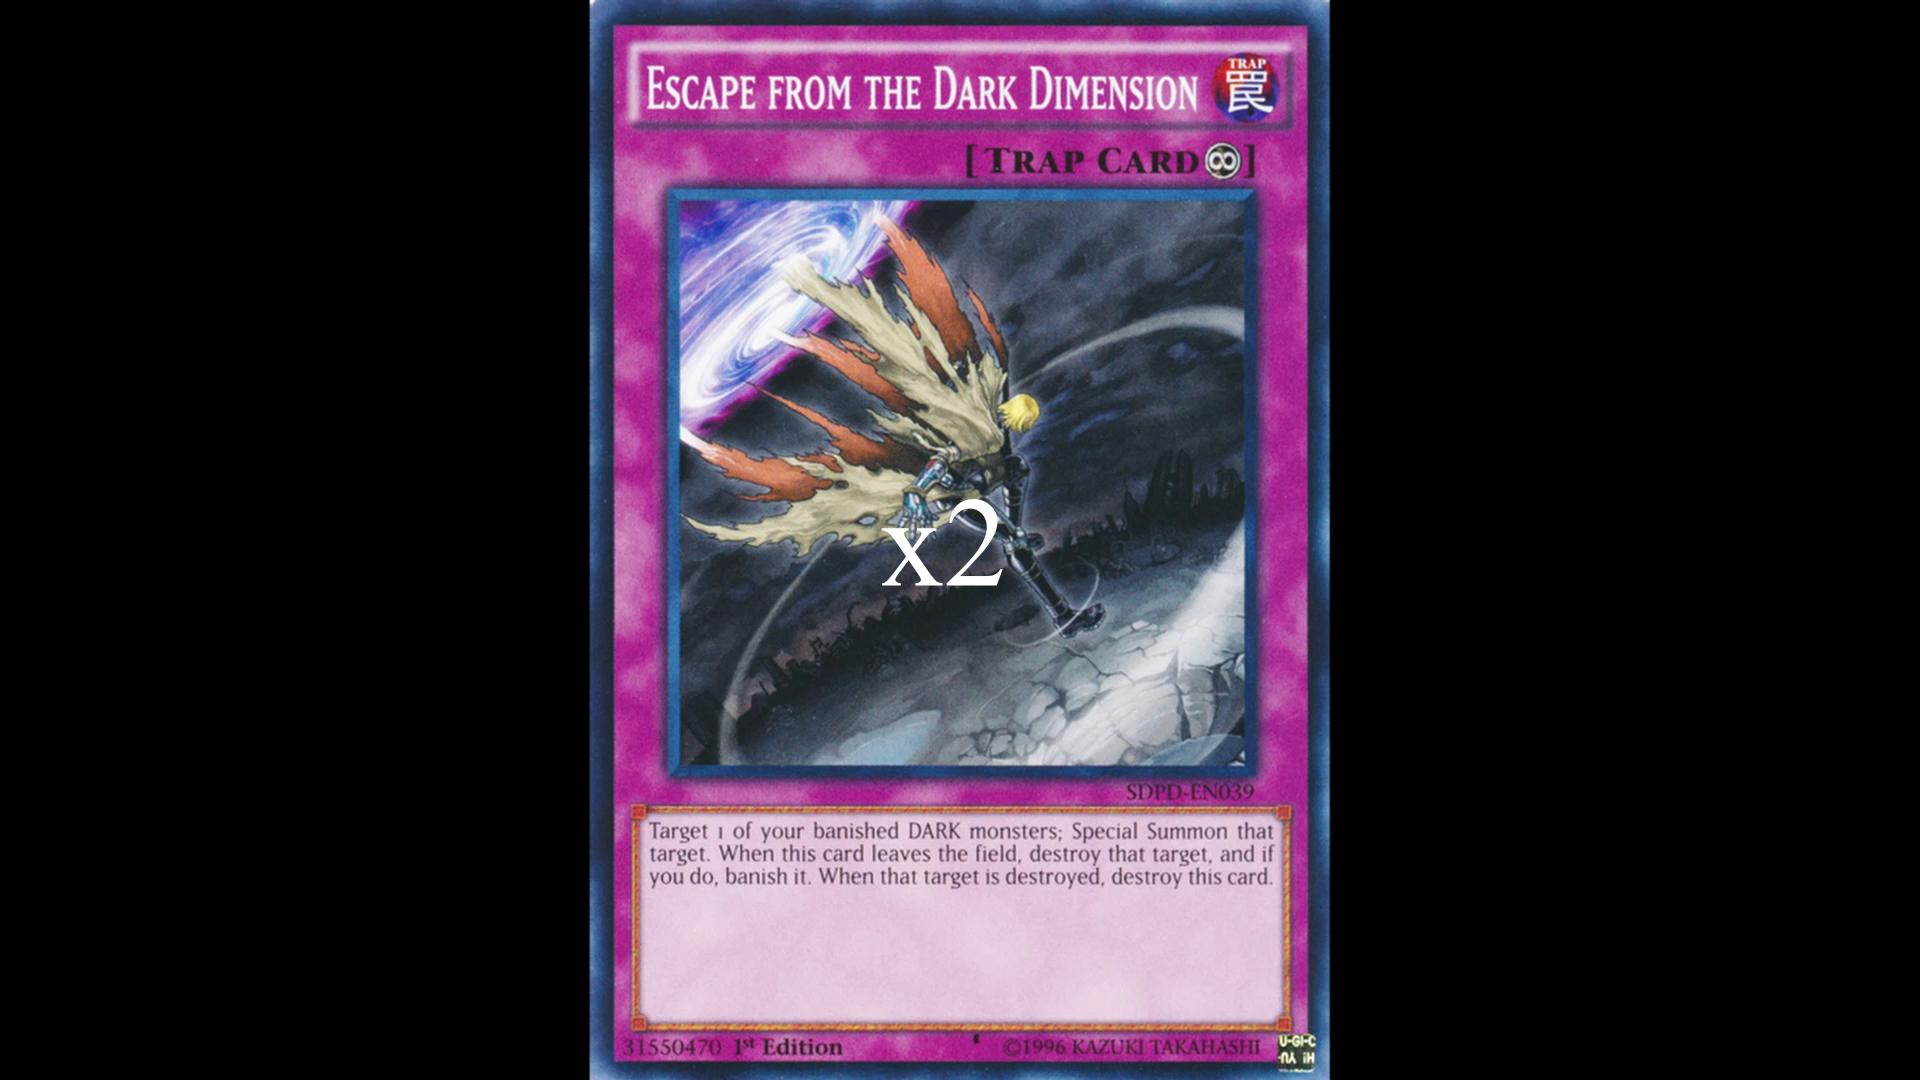 ESCAPE FROM THE DARK DIMENSION
TRAP
罠
[TRAP CARD∞]
x2
SDPD-EN039
Target 1 of your banished DARK monsters; Special Summon that
target. When this card leaves the field, destroy that target, and if
you do, banish it. When that target is destroyed, destroy this card.
31550470 1st Edition ©1996 KAZUKI TAKAHASHI